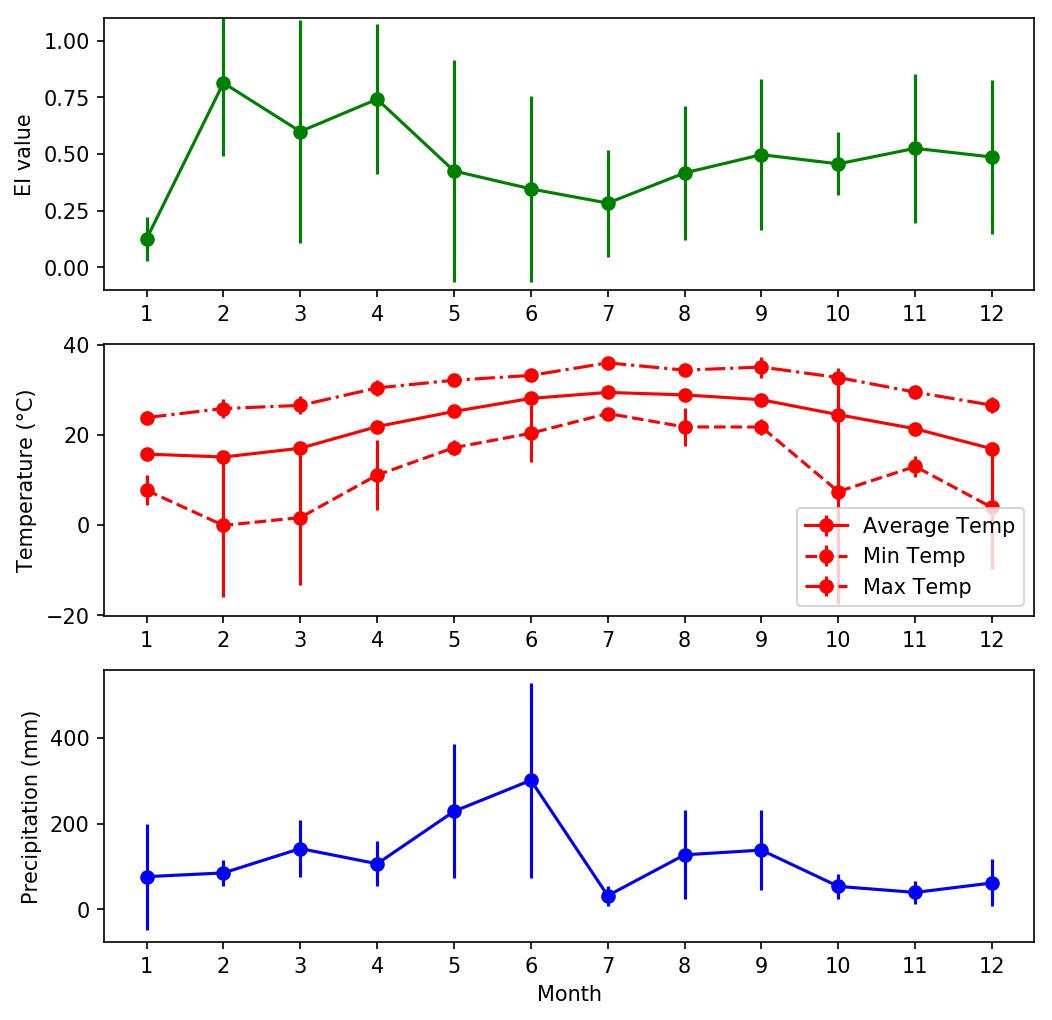 EI value
1.00
0.75
0.50
0.25
0.00
1 2 3 4 5 6 7 8 9 10 11 12
Temperature (°C)
40
20
0
−20
Average Temp
Min Temp
Max Temp
1 2 3 4 5 6 7 8 9 10 11 12
Precipitation (mm)
400
200
0
1 2 3 4 5 6 7 8 9 10 11 12
Month